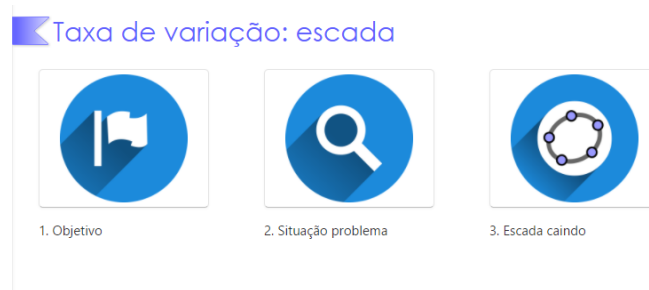 Taxa de variação: escada
1. Objetivo
2. Situação problema
3. Escada caindo